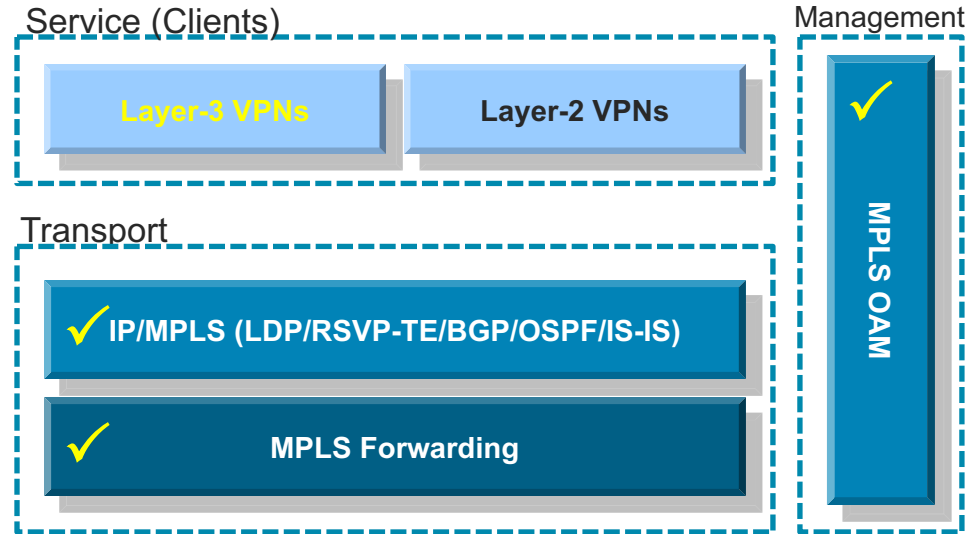 Service (Clients)
Management
Layer-3 VPNs
Layer-2 VPNs
MPLS OAM
Transport
IP/MPLS (LDP/RSVP-TE/BGP/OSPF/IS-IS)
MPLS Forwarding